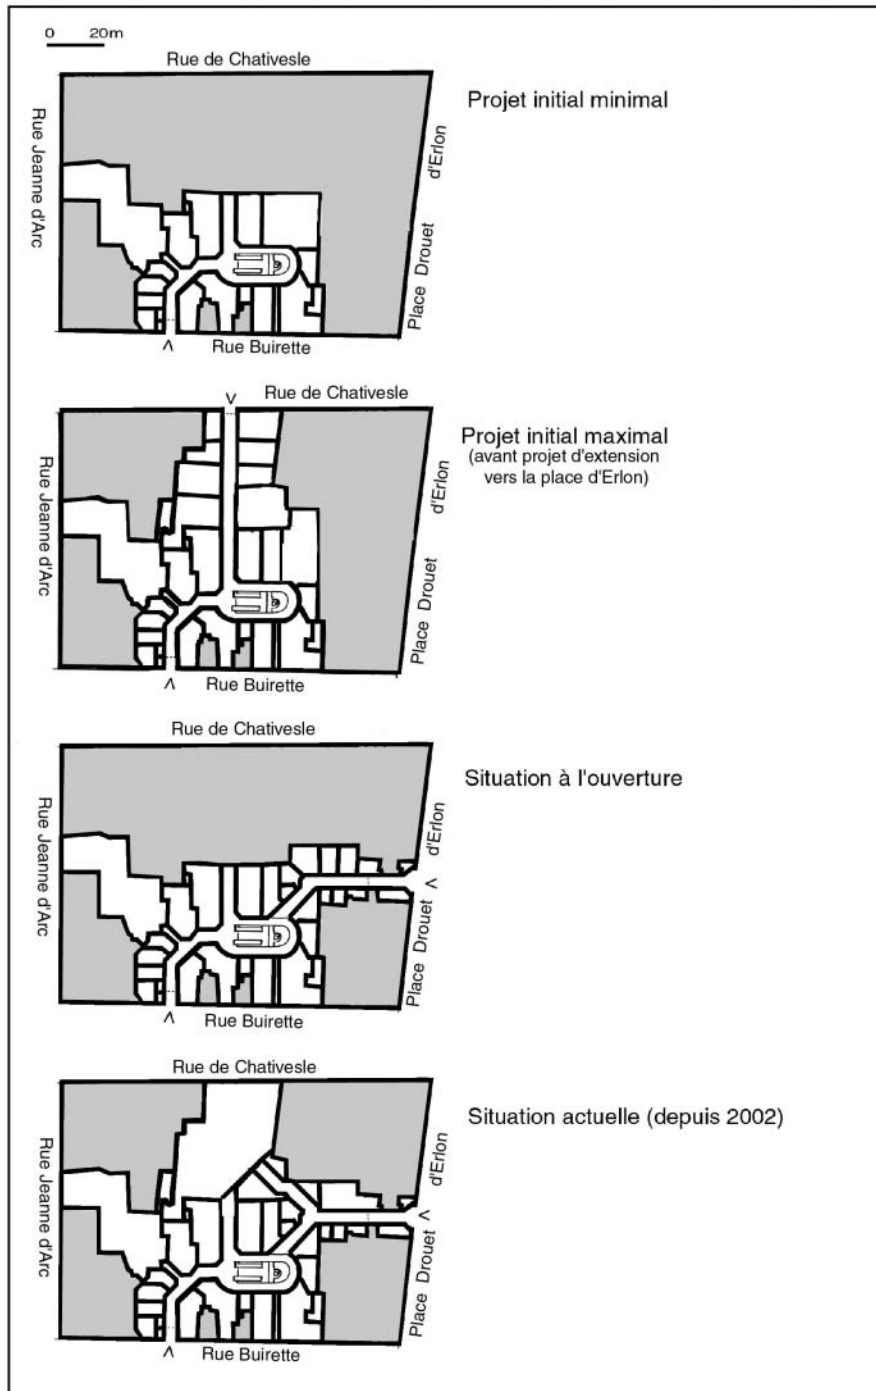 0 20m
Rue de Chativesle
Projet initial minimal
Rue Jeanne d'Arc
Place Drouet d'Erlon
Rue Buirette
Rue de Chativesle
Projet initial maximal
(avant projet d'extension
vers la place d'Erlon)
Rue Jeanne d'Arc
Place Drouet d'Erlon
Rue Buirette
Rue de Chativesle
Situation à l'ouverture
Rue Jeanne d'Arc
Place Drouet d'Erlon
Rue Buirette
Rue de Chativesle
Situation actuelle (depuis 2002)
Rue Jeanne d'Arc
Place Drouet d'Erlon
Rue Buirette